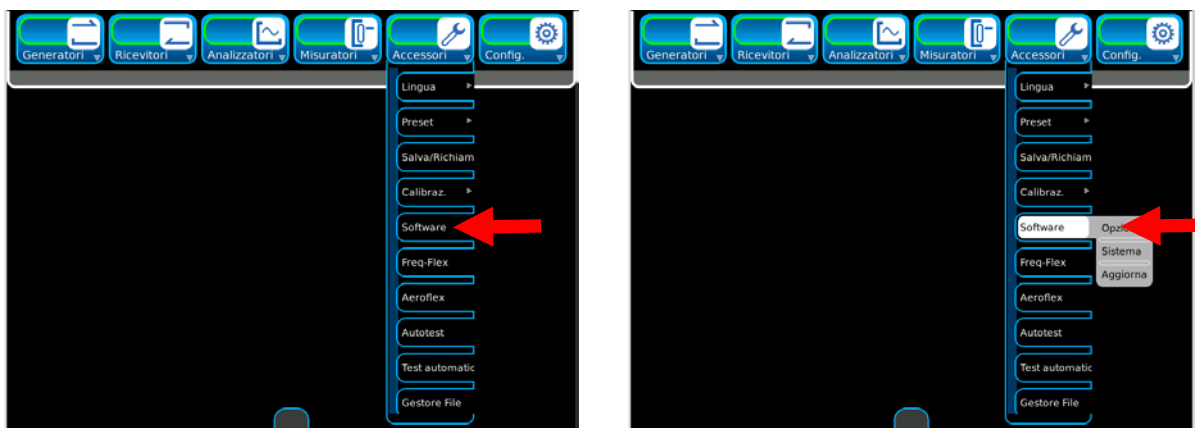 Generatori Ricevitori Analizzatori Misuratori Accessori Config.
Lingua
Preset
Salva/Richiam
Calibraz.
Software
Freq-Flex
Aeroflex
Autotest
Test automatic
Gestore File
Generatori Ricevitori Analizzatori Misuratori Accessori Config.
Lingua
Preset
Salva/Richiam
Calibraz.
Software
Sistema
Aggiorna
Freq-Flex
Aeroflex
Autotest
Test automatic
Gestore File